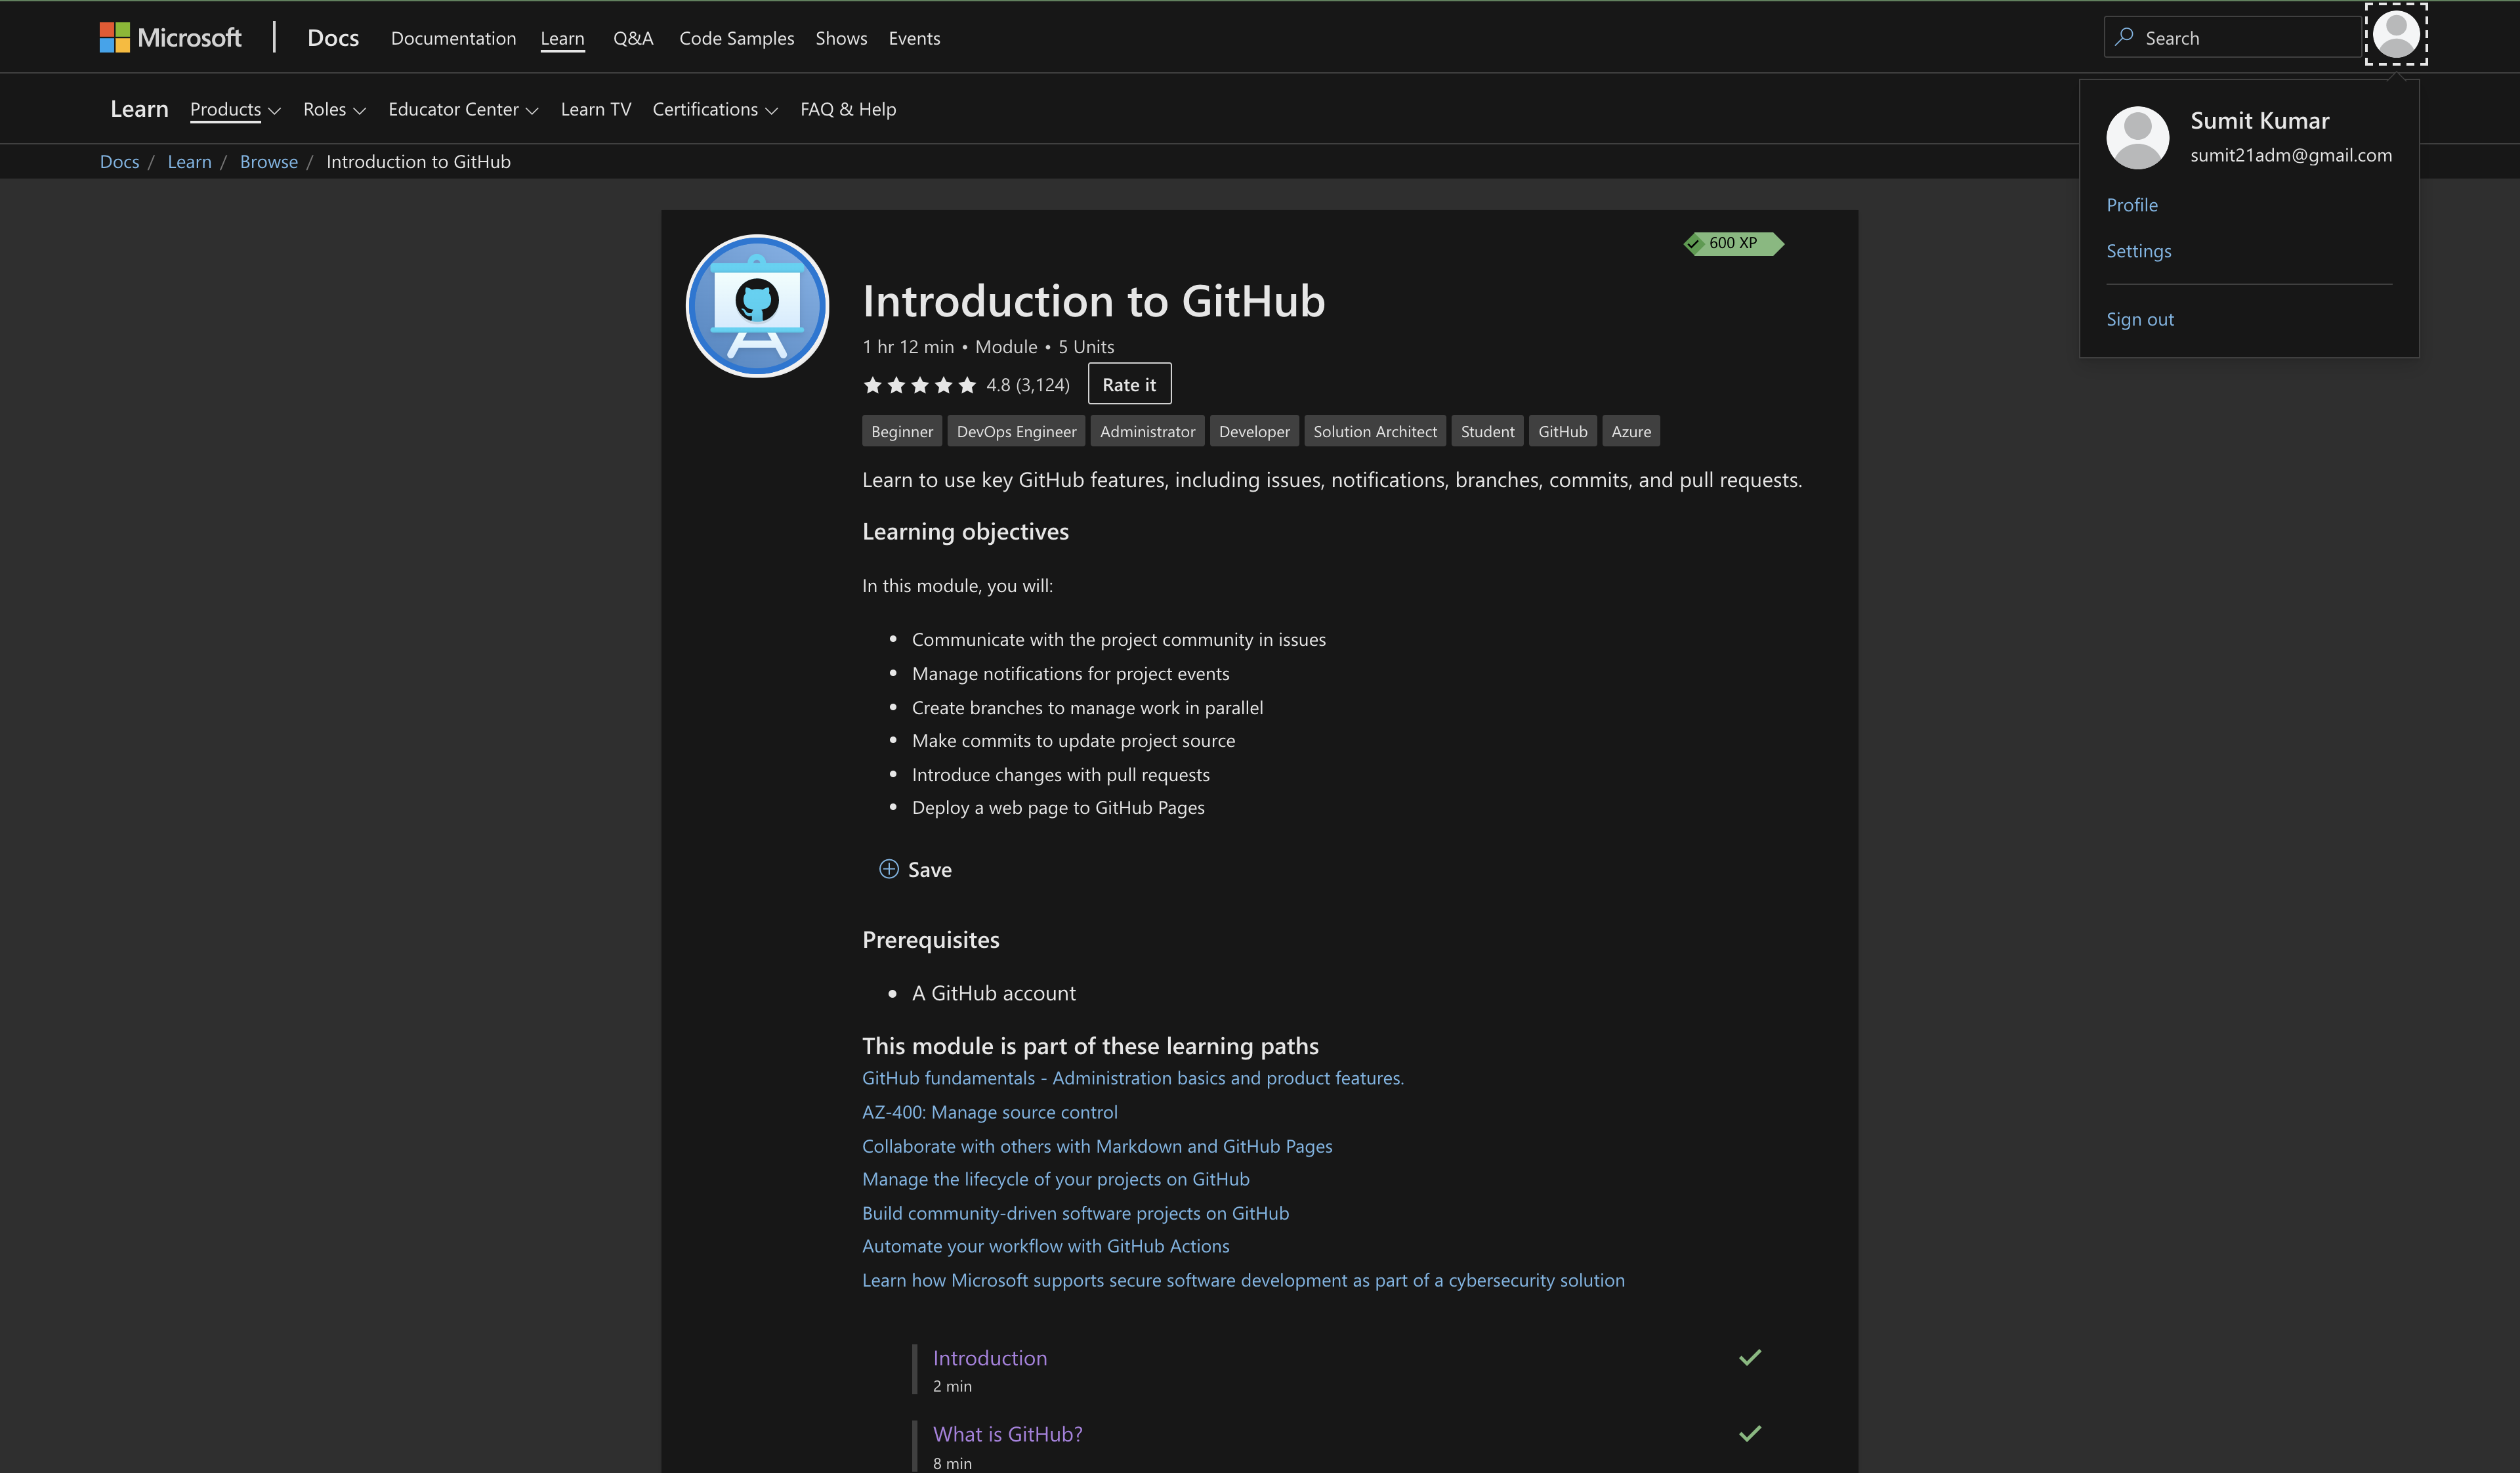 Microsoft | Docs Documentation Learn Q&A Code Samples Shows Events Search
Learn Products Roles Educator Center Learn TV Certifications FAQ & Help
Sumit Kumar
sumit21adm@gmail.com
Profile
Settings
Sign out
Docs / Learn / Browse / Introduction to GitHub
600 XP
Introduction to GitHub
1 hr 12 min • Module • 5 Units
4.8 (3,124) Rate it
Beginner DevOps Engineer Administrator Developer Solution Architect Student GitHub Azure
Learn to use key GitHub features, including issues, notifications, branches, commits, and pull requests.
Learning objectives
In this module, you will:
• Communicate with the project community in issues
• Manage notifications for project events
• Create branches to manage work in parallel
• Make commits to update project source
• Introduce changes with pull requests
• Deploy a web page to GitHub Pages
Save
Prerequisites
• A GitHub account
This module is part of these learning paths
GitHub fundamentals - Administration basics and product features.
AZ-400: Manage source control
Collaborate with others with Markdown and GitHub Pages
Manage the lifecycle of your projects on GitHub
Build community-driven software projects on GitHub
Automate your workflow with GitHub Actions
Learn how Microsoft supports secure software development as part of a cybersecurity solution
Introduction
2 min
What is GitHub?
8 min